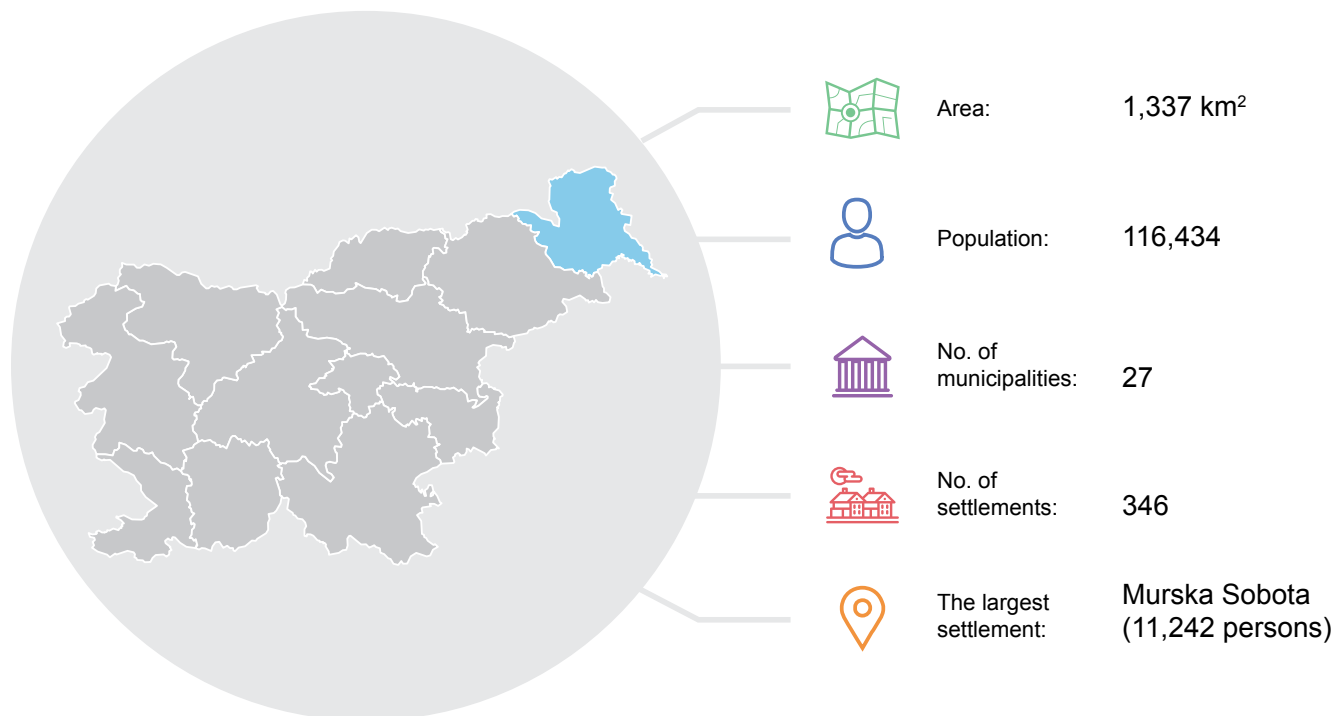 Area: 1,337 km²
Population: 116,434
No. of
municipalities: 27
No. of
settlements: 346
The largest
settlement:
Murska Sobota
(11,242 persons)